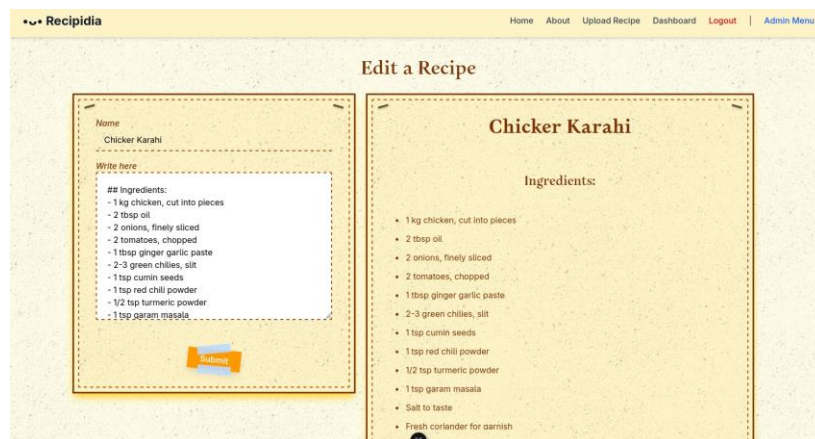 Recipidia
Home About Upload Recipe Dashboard Logout | Admin Menu
Edit a Recipe
Name
Chicker Karahi
Write here
## Ingredients:
- 1 kg chicken, cut into pieces
- 2 tbsp oil
- 2 onions, finely sliced
- 2 tomatoes, chopped
- 1 tbsp ginger garlic paste
- 2-3 green chilies, slit
- 1 tsp cumin seeds
- 1 tsp red chili powder
- 1/2 tsp turmeric powder
- 1 tsp garam masala
Submit
Chicker Karahi
Ingredients:
• 1 kg chicken, cut into pieces
• 2 tbsp oil
• 2 onions, finely sliced
• 2 tomatoes, chopped
• 1 tbsp ginger garlic paste
• 2-3 green chilies, slit
• 1 tsp cumin seeds
• 1 tsp red chili powder
• 1/2 tsp turmeric powder
• 1 tsp garam masala
• Salt to taste
• Fresh coriander for garnish